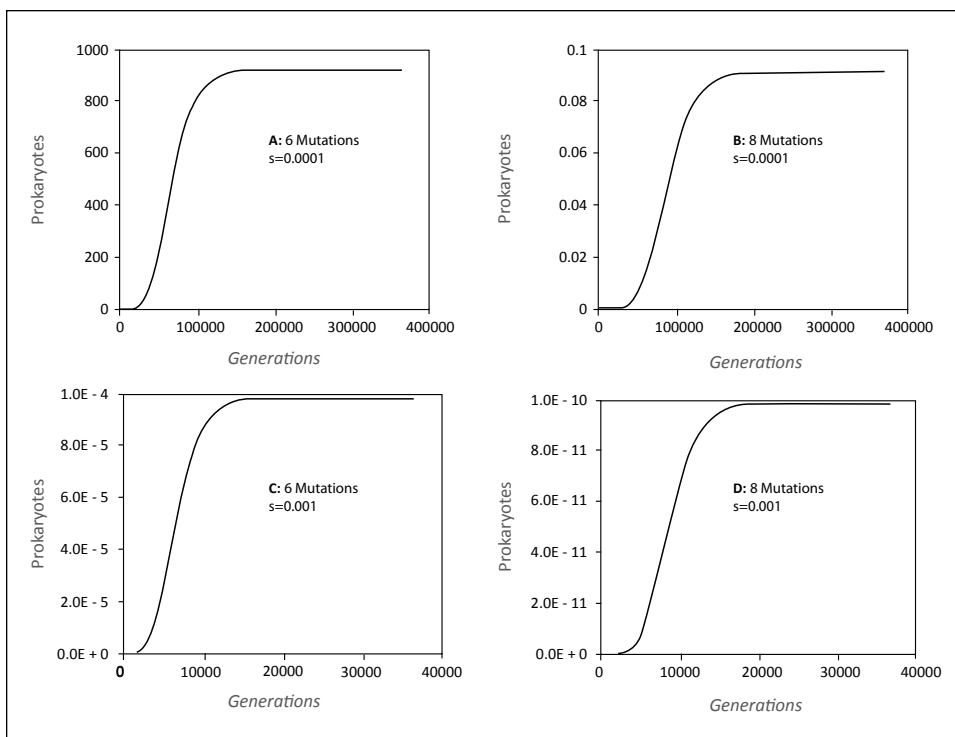 1000
800
600
400
200
0
Prokaryotes
A: 6 Mutations
s=0.0001
0
100000
200000
300000
400000
Generations
0.1
0.08
0.06
0.04
0.02
0
Prokaryotes
B: 8 Mutations
s=0.0001
0
100000
200000
300000
400000
Generations
1.0E - 4
8.0E - 5
6.0E - 5
4.0E - 5
2.0E - 5
0.0E + 0
Prokaryotes
C: 6 Mutations
s=0.001
0
10000
20000
30000
40000
Generations
1.0E - 10
8.0E - 11
6.0E - 11
4.0E - 11
2.0E - 11
0.0E + 0
Prokaryotes
D: 8 Mutations
s=0.001
0
10000
20000
30000
40000
Generations